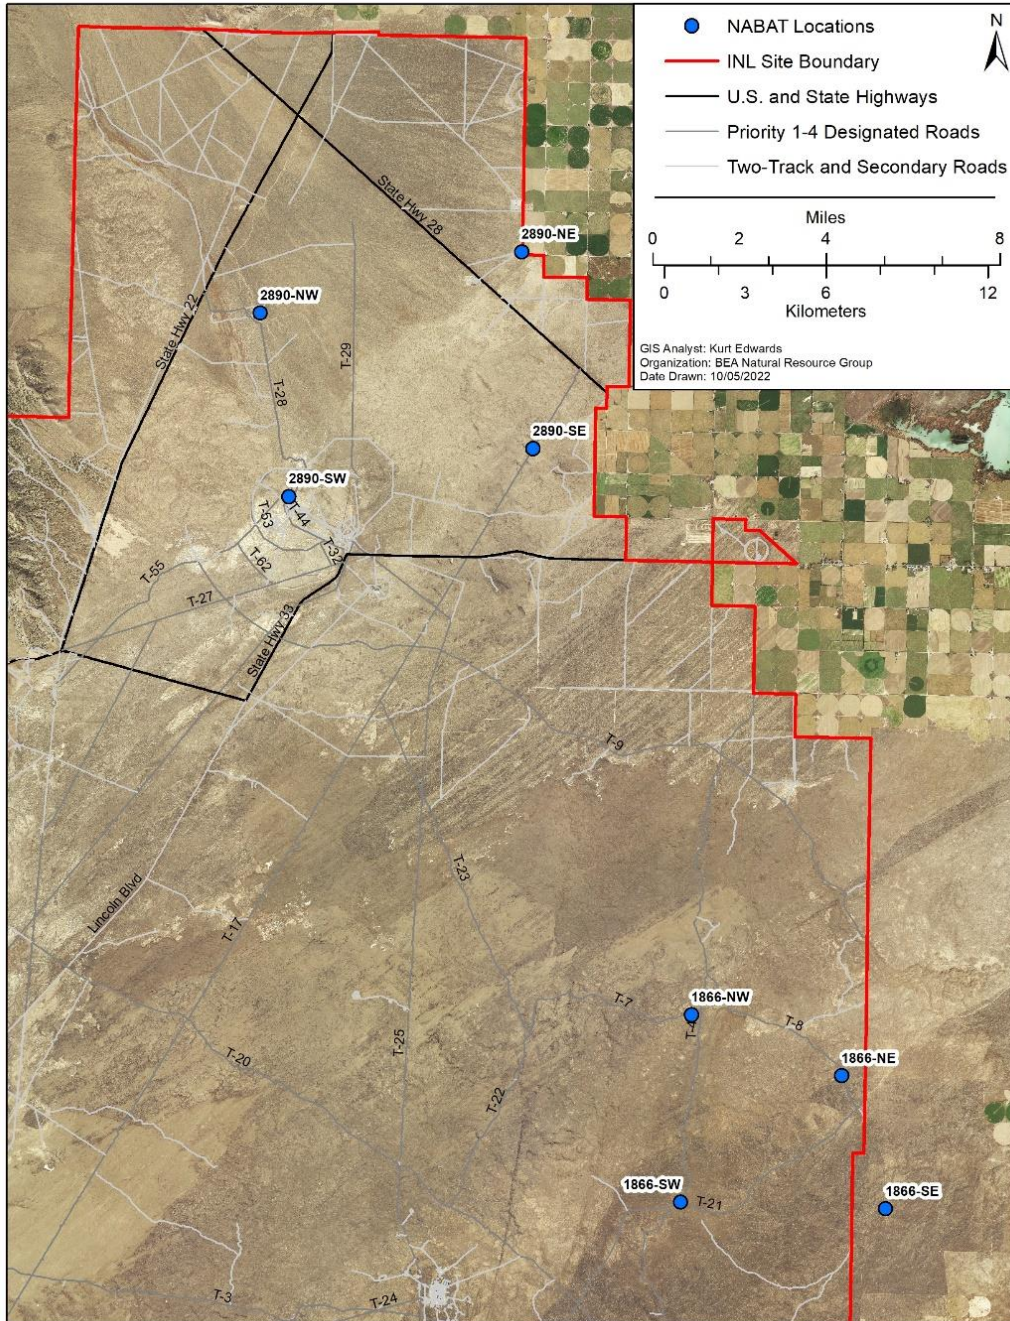 NABAT Locations
INL Site Boundary
U.S. and State Highways
Priority 1-4 Designated Roads
Two-Track and Secondary Roads
N
Miles
0 2 4 8
0 3 6 12
Kilometers
GIS Analyst: Kurt Edwards
Organization: BEA Natural Resource Group
Date Drawn: 10/05/2022
State Hwy 28
2890-NE
2890-NW
State Hwy 22
T-29
T-28
2890-SE
2890-SW
T-53
T-44
T-32
T-62
T-55
T-27
State Hwy 33
T-9
T-23
Lincoln Blvd
T-17
1866-NW
T-7
T-4
T-8
T-25
T-20
1866-NE
T-22
1866-SW
T-21
1866-SE
T-3
T-24